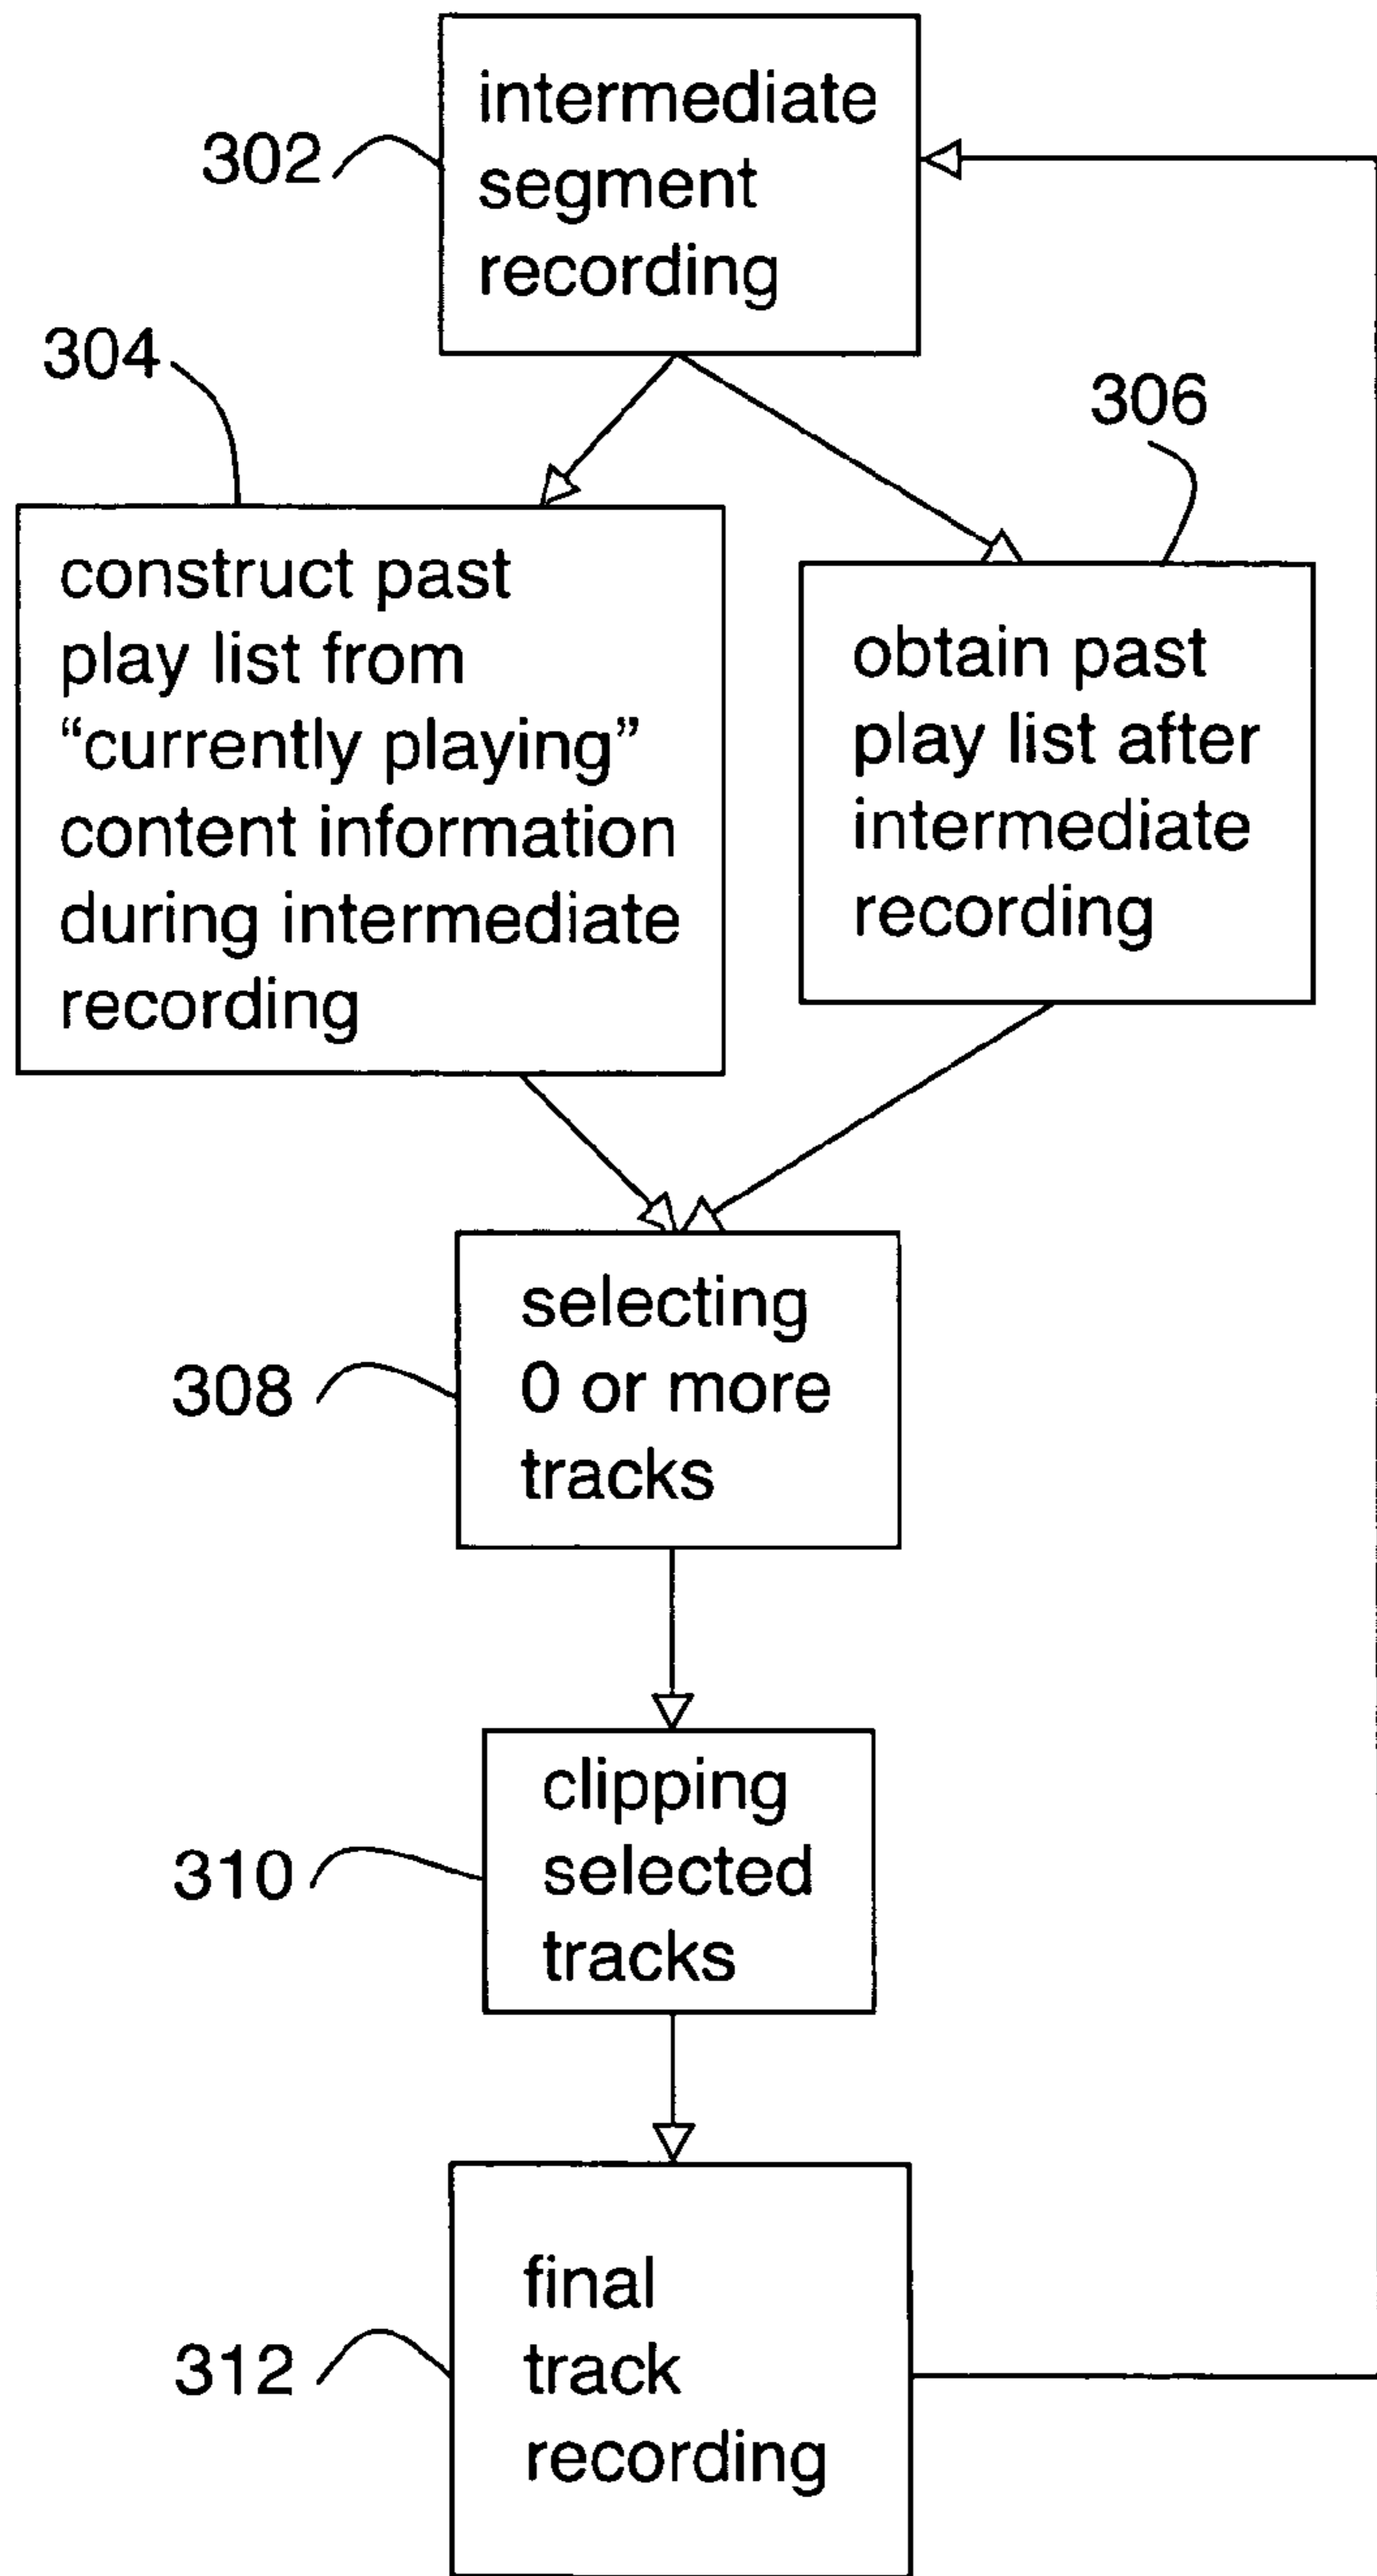 302
intermediate
segment
recording
304
306
construct past
play list from
“currently playing”
content information
during intermediate
recording
obtain past
play list after
intermediate
recording
308
selecting
0 or more
tracks
310
clipping
selected
tracks
312
final
track
recording